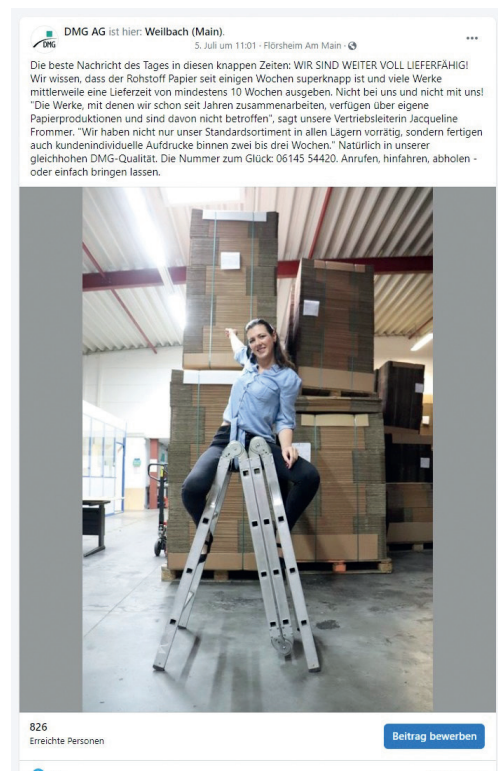 DMG AG ist hier: Weilbach (Main).
5. Juli um 11:01 · Flörsheim Am Main ·
DMG
Die beste Nachricht des Tages in diesen knappen Zeiten: WIR SIND WEITER VOLL LIEFERFÄHIG!
Wir wissen, dass der Rohstoff Papier seit einigen Wochen superknapp ist und viele Werke
mittlerweile eine Lieferzeit von mindestens 10 Wochen ausgeben. Nicht bei uns und nicht mit uns!
"Die Werke, mit denen wir schon seit Jahren zusammenarbeiten, verfügen über eigene
Papierproduktionen und sind davon nicht betroffen", sagt unsere Vertriebsleiterin Jacqueline
Frommer. "Wir haben nicht nur unser Standardsortiment in allen Lägern vorrätig, sondern fertigen
auch kundenindividuelle Aufdrucke binnen zwei bis drei Wochen." Natürlich in unserer
gleichhohen DMG-Qualität. Die Nummer zum Glück: 06145 54420. Anrufen, hinfahren, abholen -
oder einfach bringen lassen.
826
Erreichte Personen
Beitrag bewerben